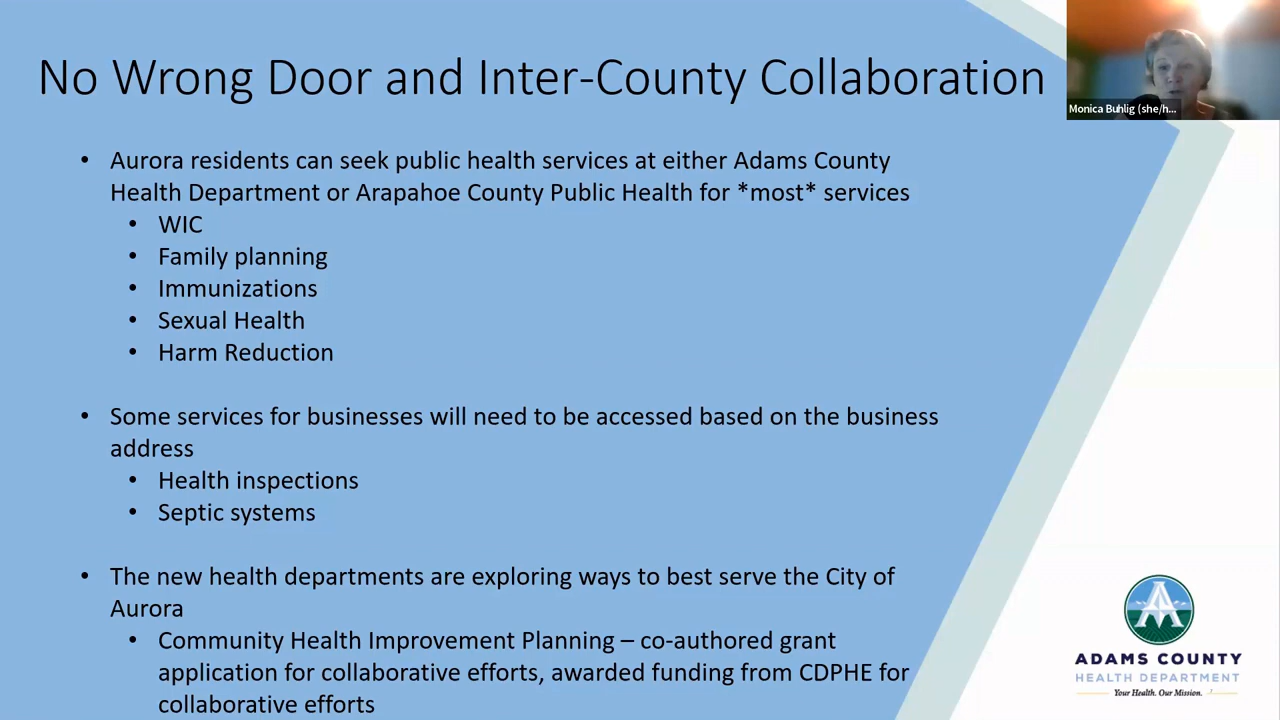 No Wrong Door and Inter-County Collaboration
Monica Buhlig (she/h...
• Aurora residents can seek public health services at either Adams County
Health Department or Arapahoe County Public Health for *most* services
• WIC
• Family planning
• Immunizations
• Sexual Health
• Harm Reduction
• Some services for businesses will need to be accessed based on the business
address
• Health inspections
• Septic systems
• The new health departments are exploring ways to best serve the City of
Aurora
• Community Health Improvement Planning – co-authored grant
application for collaborative efforts, awarded funding from CDPHE for
collaborative efforts
ADAMS COUNTY
HEALTH DEPARTMENT
Your Health. Our Mission.